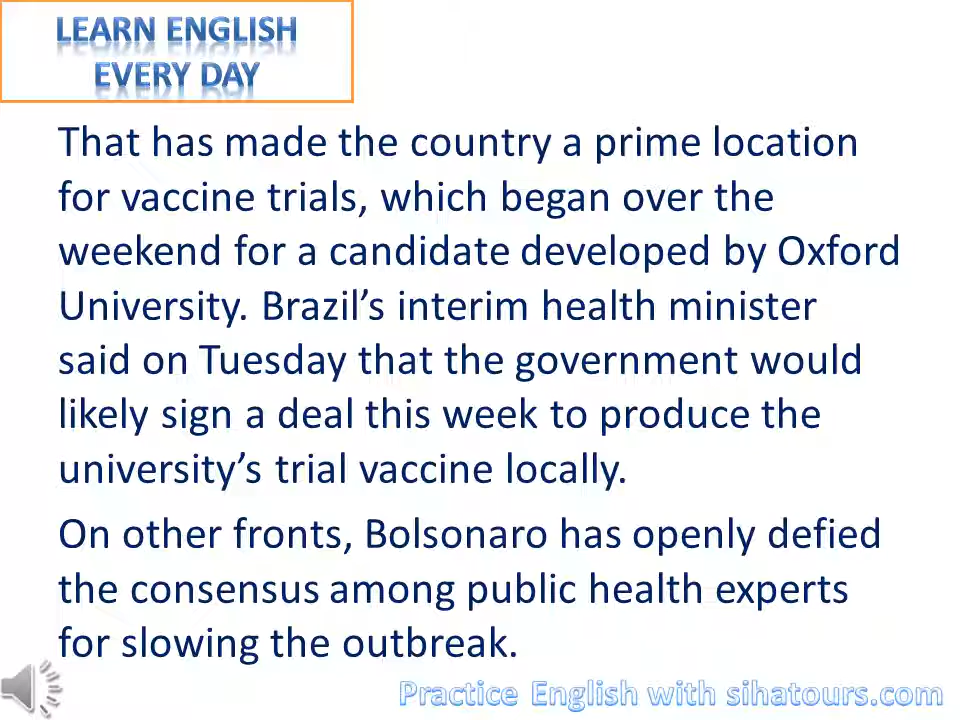 LEARN ENGLISH
EVERY DAY
That has made the country a prime location
for vaccine trials, which began over the
weekend for a candidate developed by Oxford
University. Brazil’s interim health minister
said on Tuesday that the government would
likely sign a deal this week to produce the
university’s trial vaccine locally.
On other fronts, Bolsonaro has openly defied
the consensus among public health experts
for slowing the outbreak.
Practice English with sihatours.com